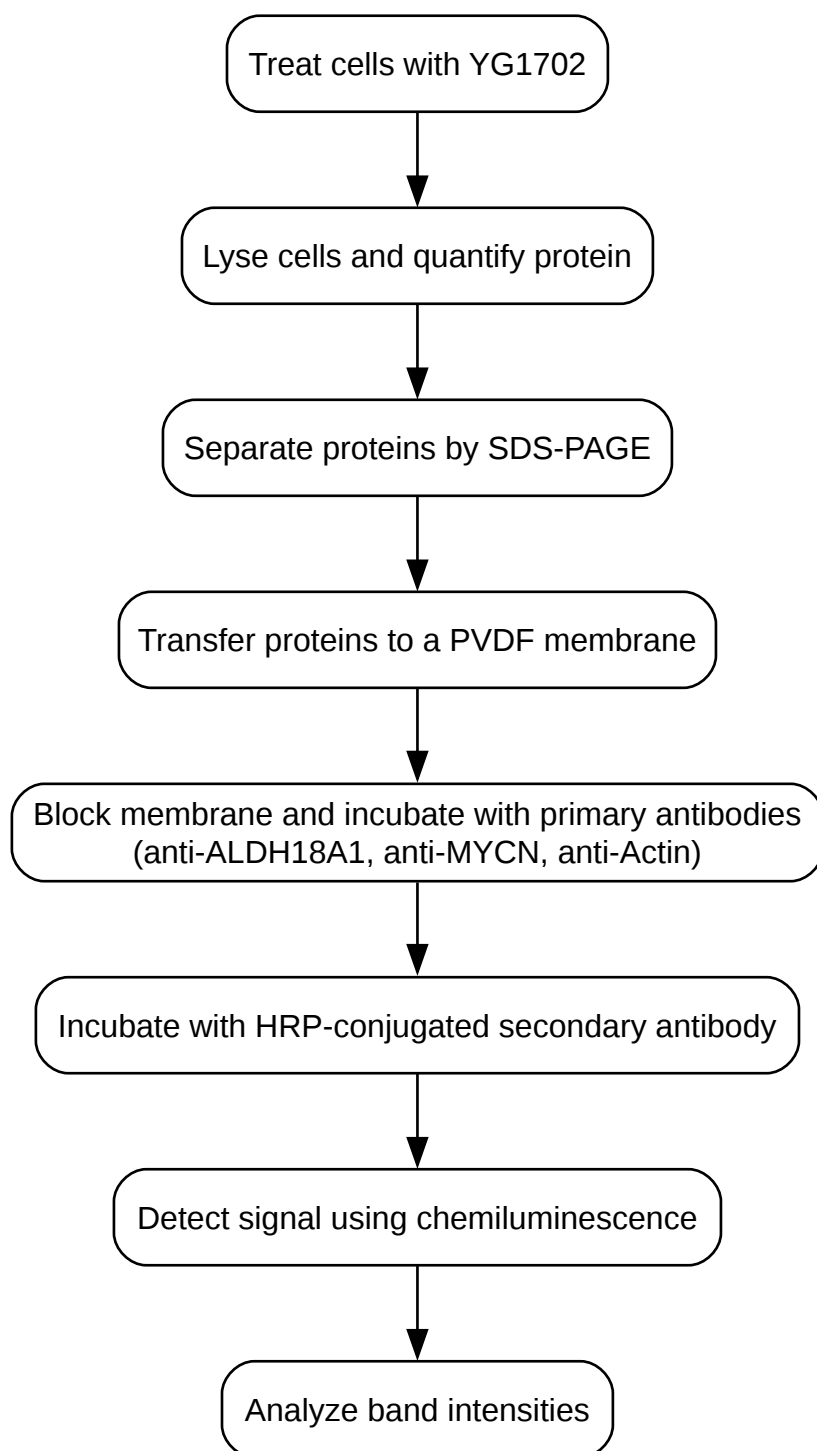 Treat cells with YG1702
Lyse cells and quantify protein
Separate proteins by SDS-PAGE
Transfer proteins to a PVDF membrane
Block membrane and incubate with primary antibodies
(anti-ALDH18A1, anti-MYCN, anti-Actin)
Incubate with HRP-conjugated secondary antibody
Detect signal using chemiluminescence
Analyze band intensities